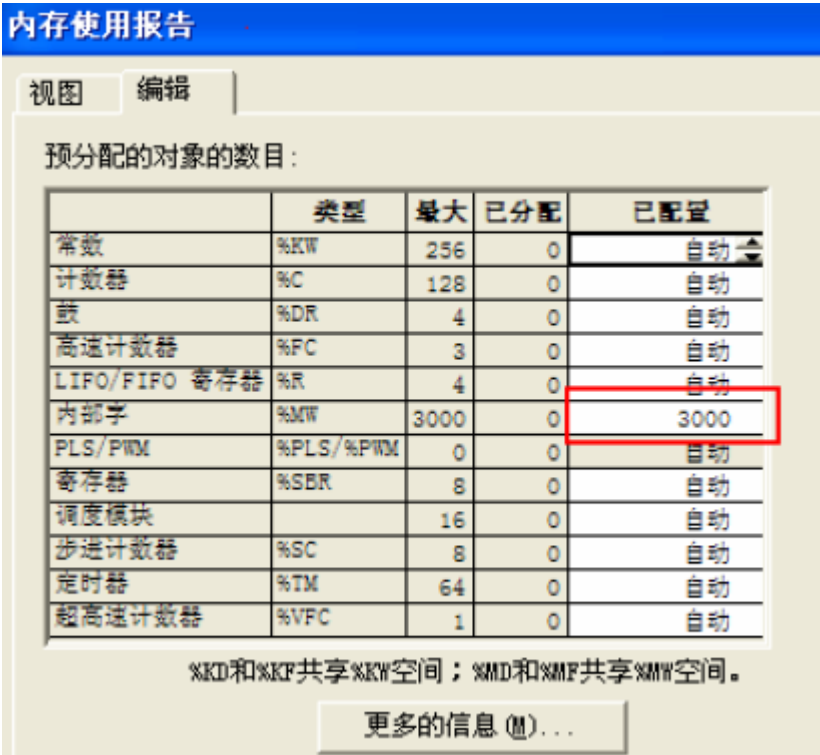 内存使用报告
视图 编辑
预分配的对象的数目:
类型 最大 已分配 已配置
常数 %KW 256 0 自动
计数器 %C 128 0 自动
鼓 %DR 4 0 自动
高速计数器 %FC 3 0 自动
LIFO/FIFO 寄存器 %R 4 0 自动
内部字 %MW 3000 0 3000
PLS/PWM %PLS/%PWM 0 0 自动
寄存器 %SBR 8 0 自动
调度模块 16 0 自动
步进计数器 %SC 8 0 自动
定时器 %TM 64 0 自动
超高速计数器 %VFC 1 0 自动
%KD和%KF共享%KW空间；%MD和%MF共享%MW空间。
更多的信息(M)...